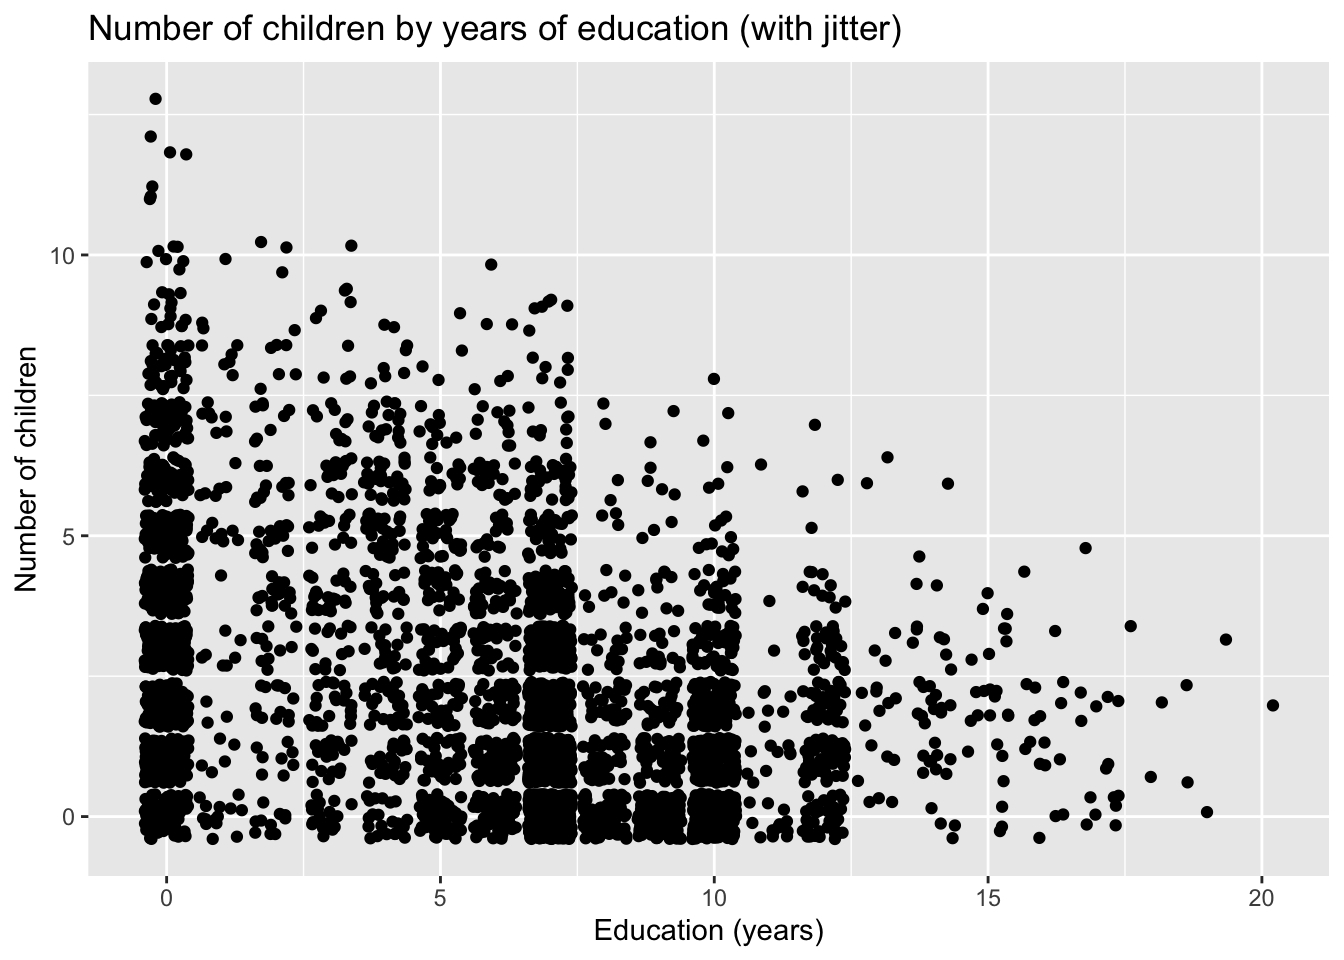 Number of children by years of education (with jitter)
Number of children
10
5
0
0
5
10
15
20
Education (years)